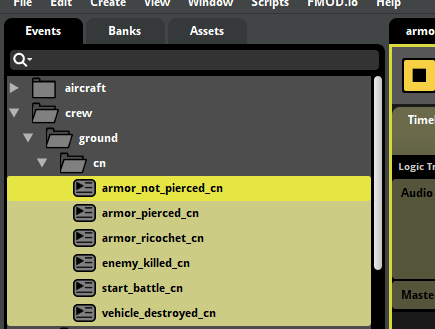 File Edit Create View Window Scripts FMOD.io Help
Events Banks Assets
aircraft
crew
ground
cn
armor_not_pierced_cn
armor_pierced_cn
armor_ricochet_cn
enemy_killed_cn
start_battle_cn
vehicle_destroyed_cn
armo
Timel
Logic Tr
Audio
Maste